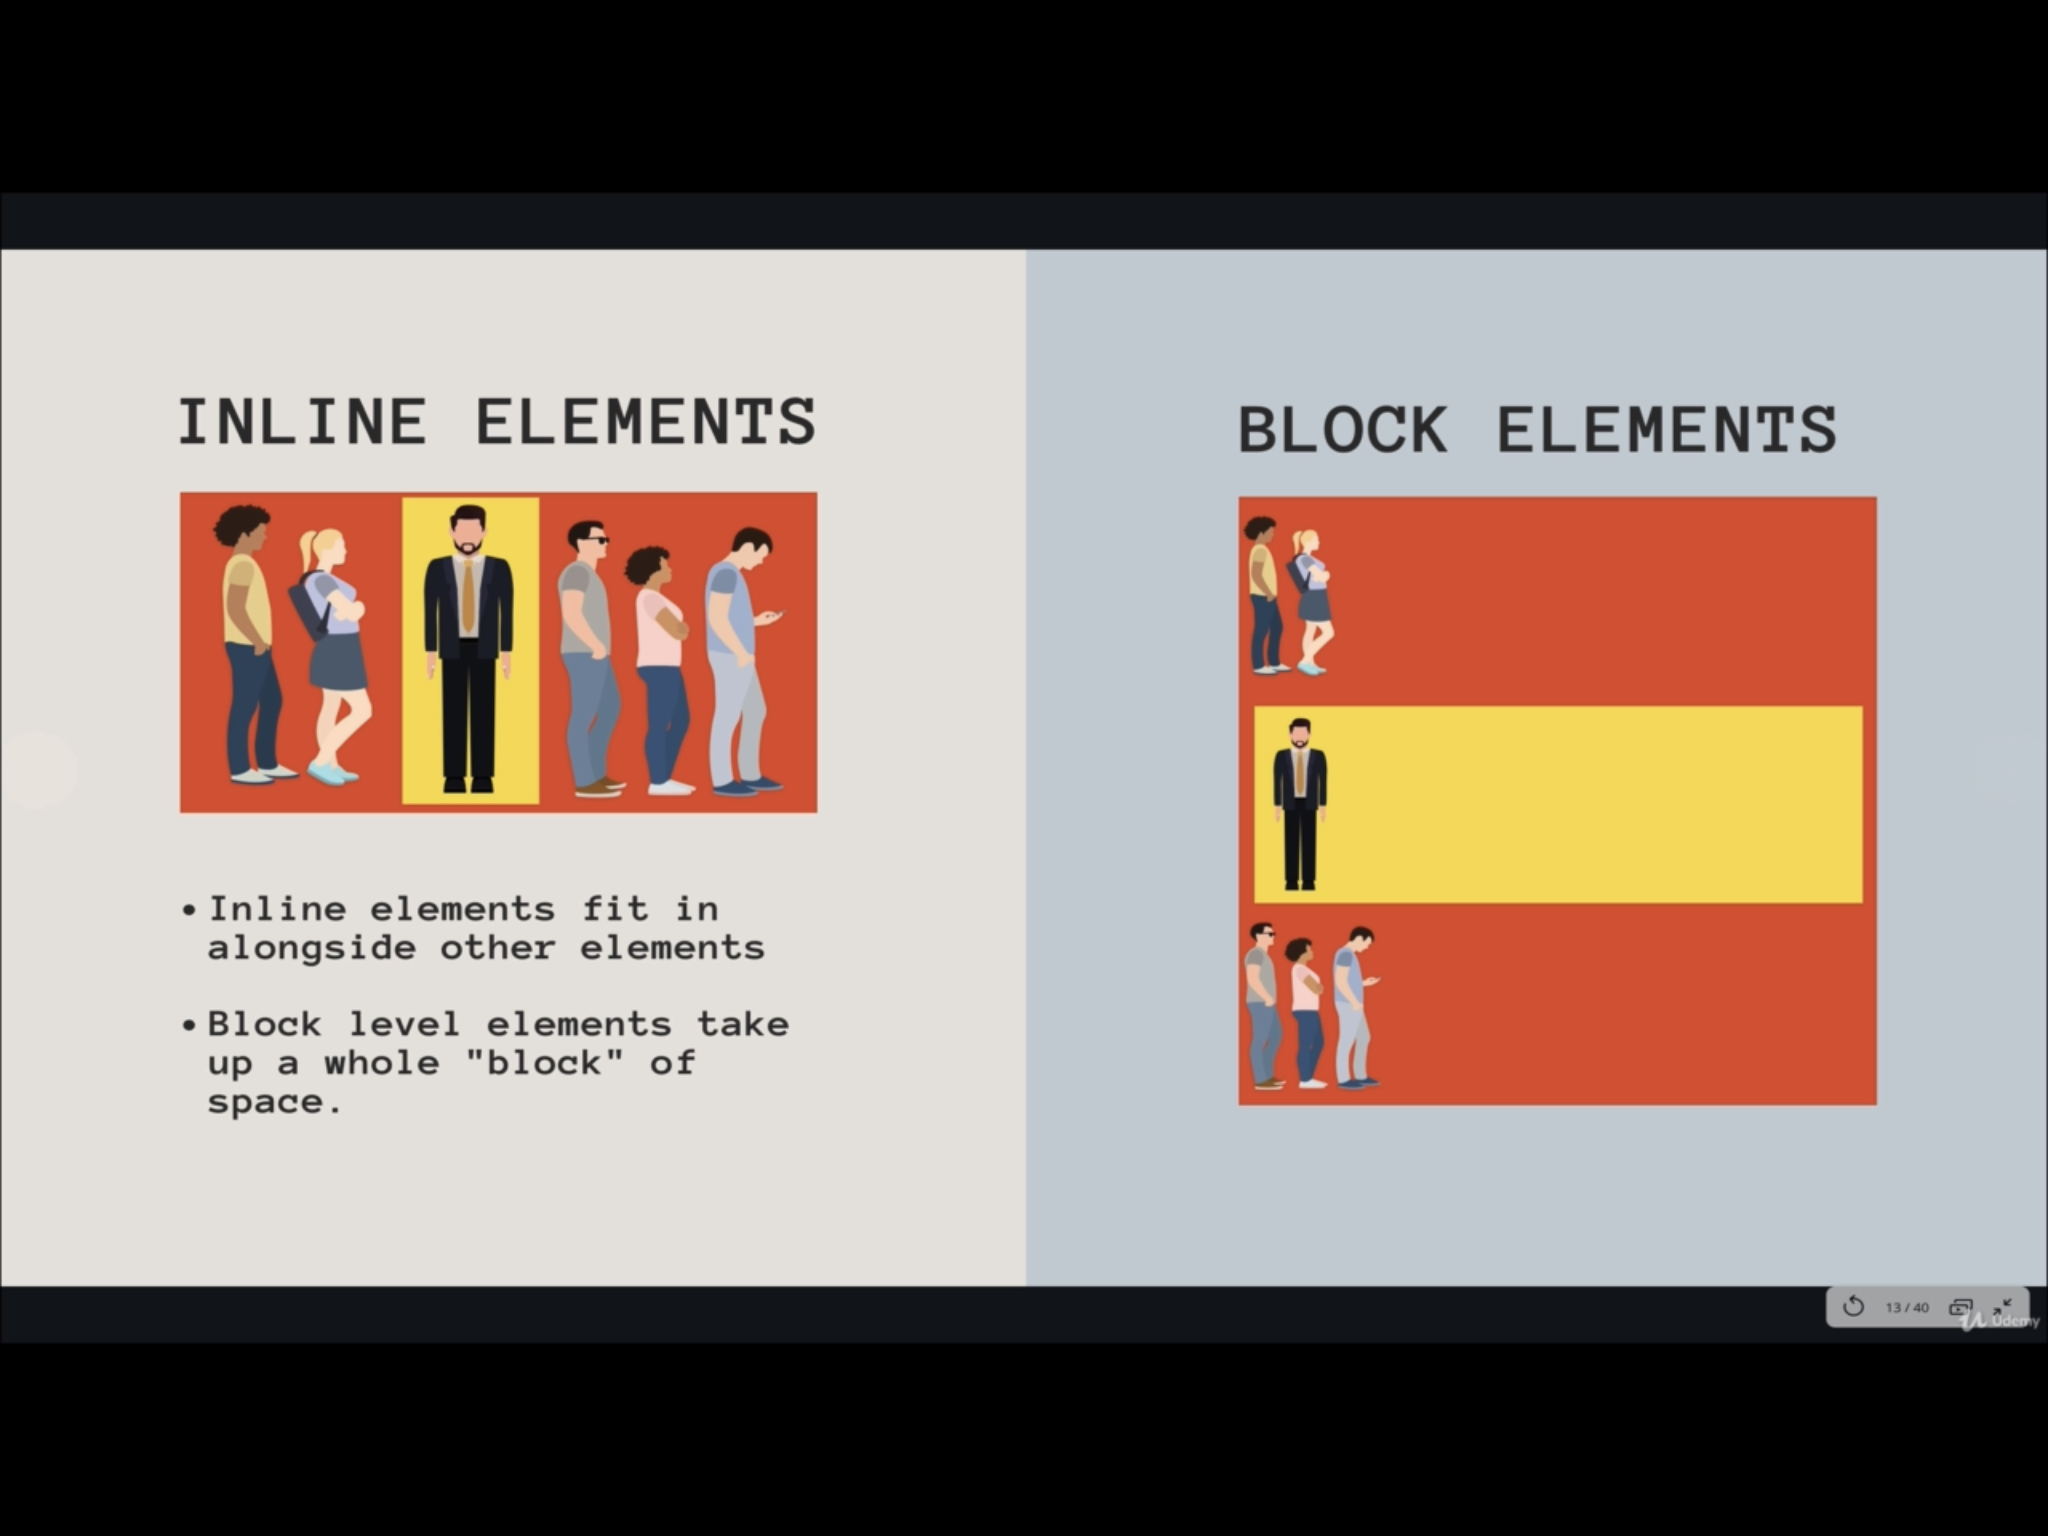 INLINE ELEMENTS
• Inline elements fit in
alongside other elements
• Block level elements take
up a whole "block" of
space.
BLOCK ELEMENTS
13 / 40
Udemy